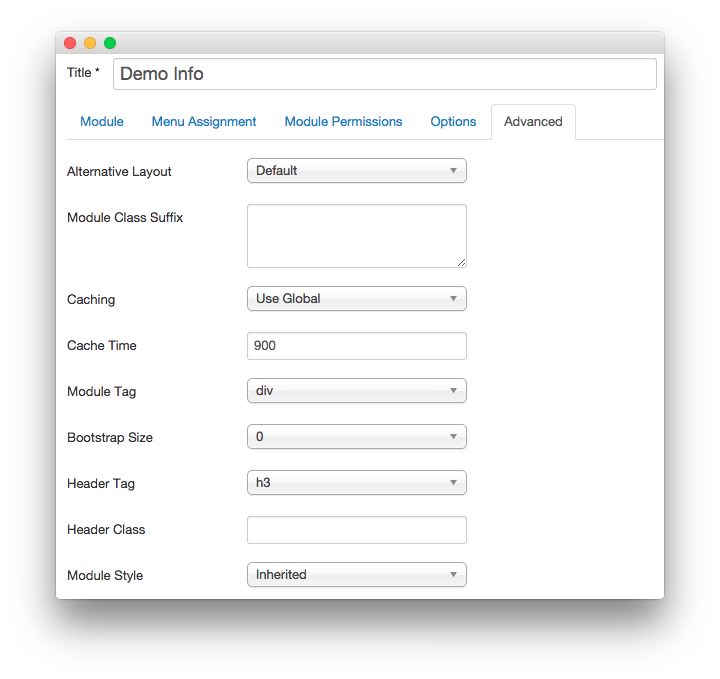 Title * Demo Info
Module Menu Assignment Module Permissions Options Advanced
Alternative Layout Default
Module Class Suffix
Caching Use Global
Cache Time 900
Module Tag div
Bootstrap Size 0
Header Tag h3
Header Class
Module Style Inherited